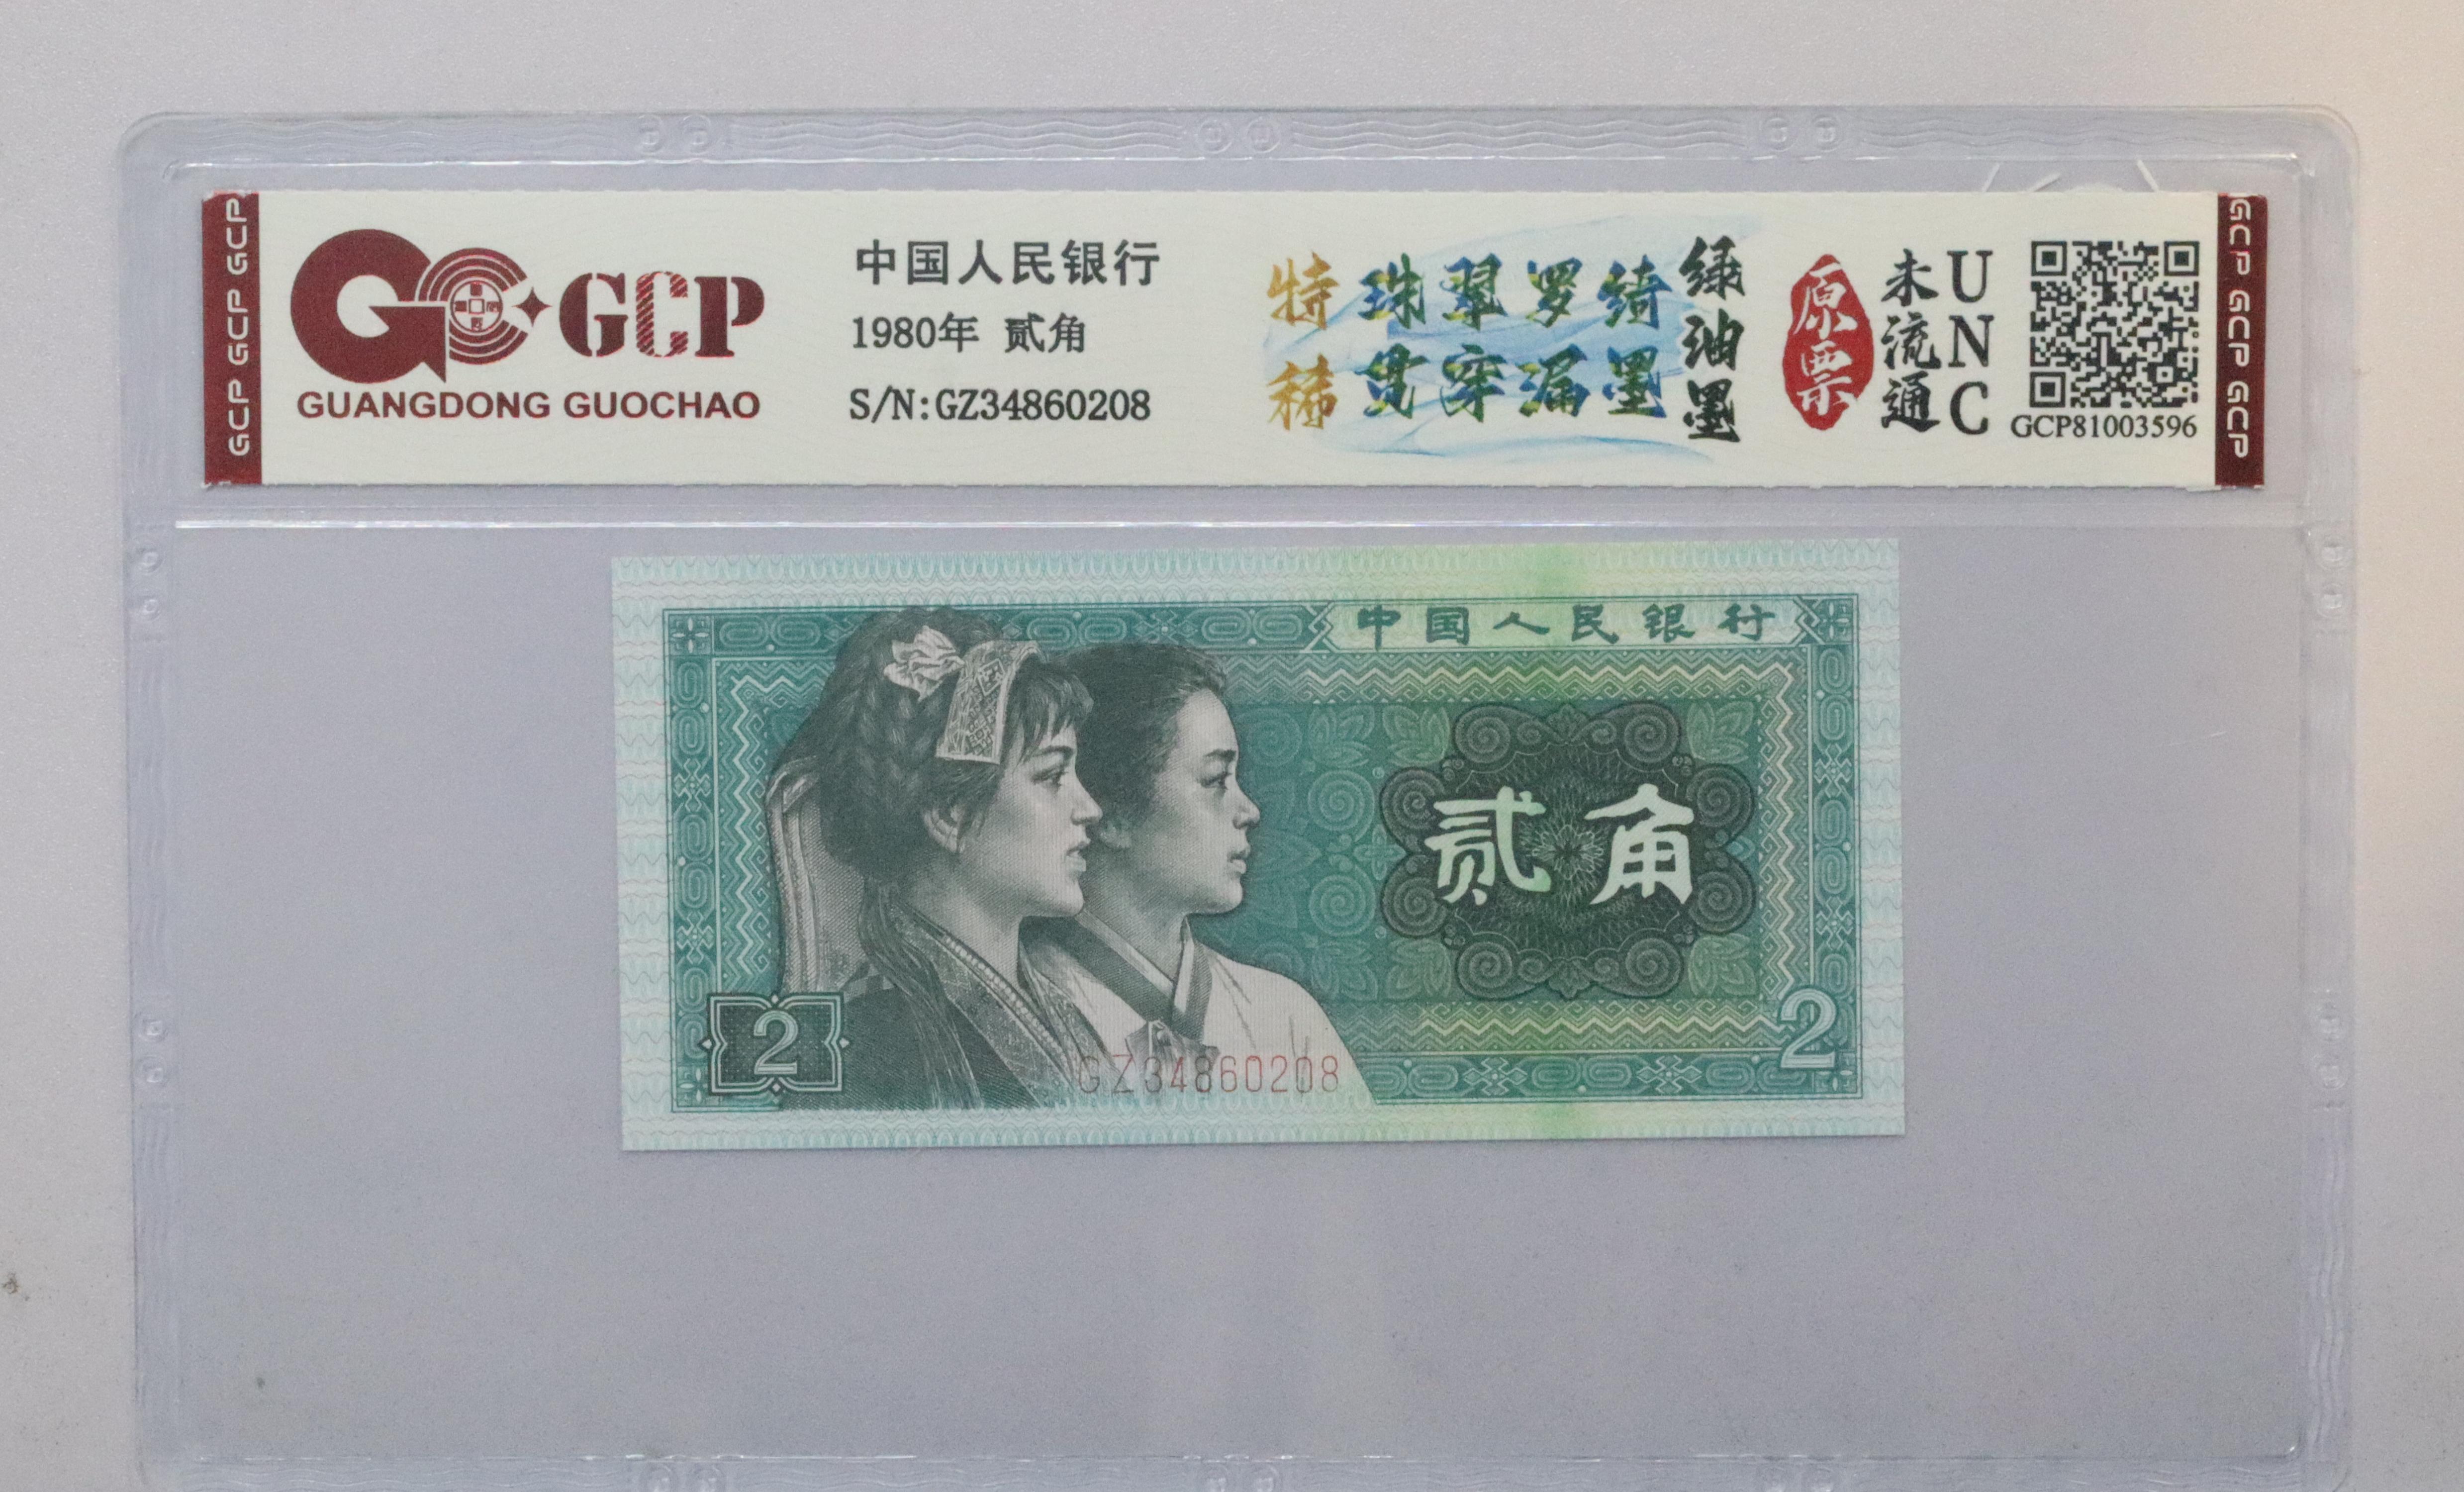 GCP GCP GCP
GCP
GUANGDONG GUOCHAO
中国人民银行
1980年 贰角
S/N:GZ34860208
特稀
珠翠罗绮
贯穿漏墨
绿油墨
原票
未流通
UNC
GCP81003596
GCP GCP GCP
中国人民银行
贰角
2
GZ34860208
2